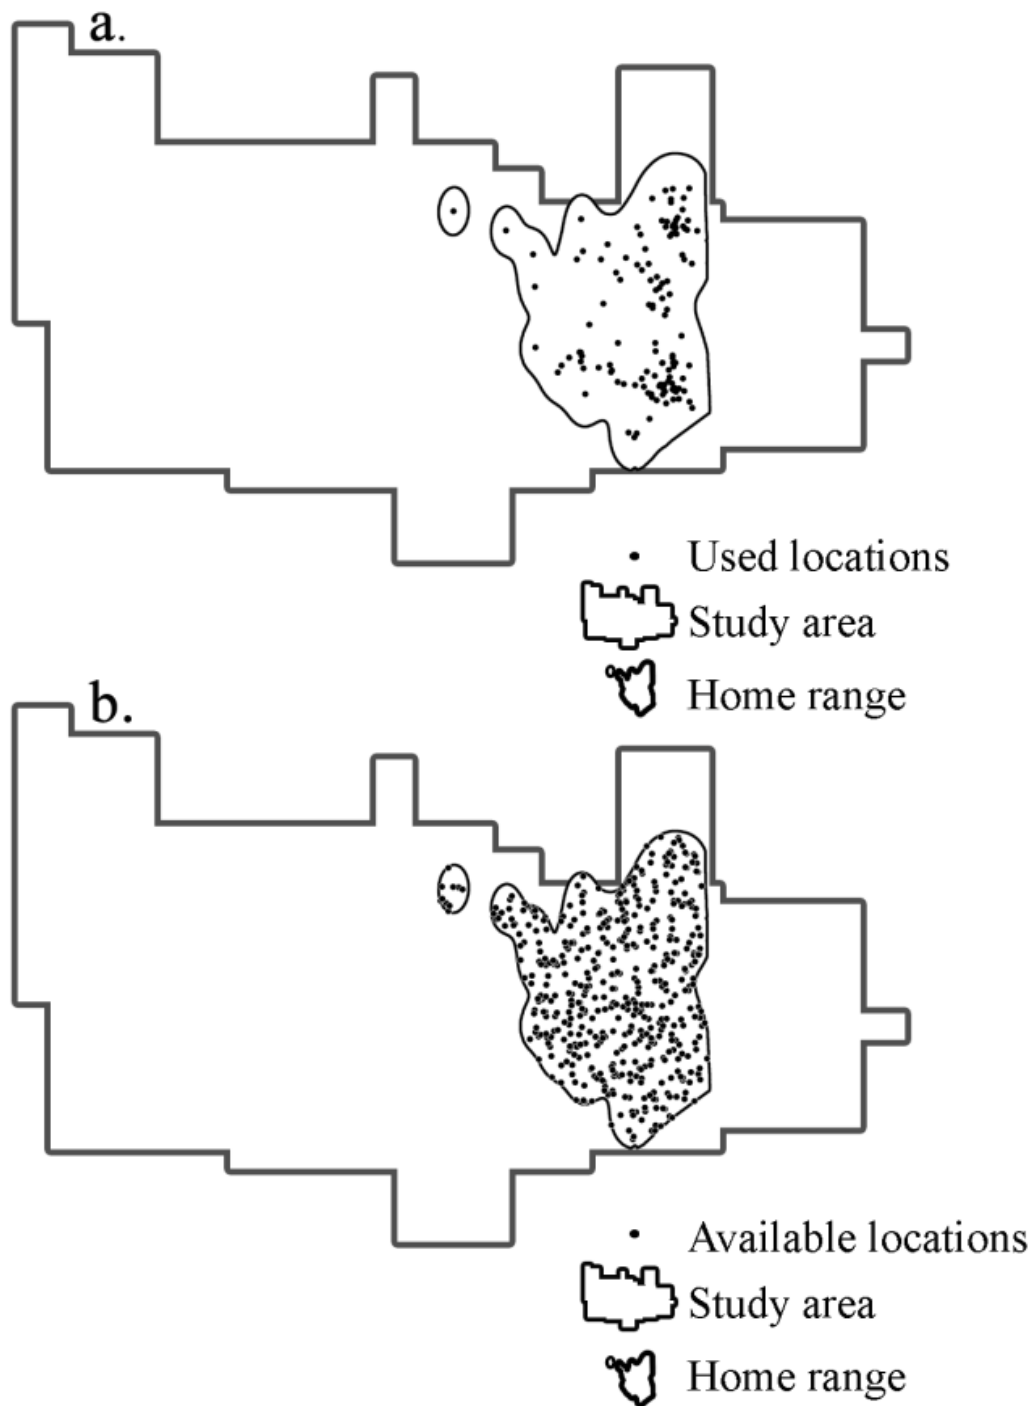 a.
Used locations
Study area
Home range
b.
Available locations
Study area
Home range